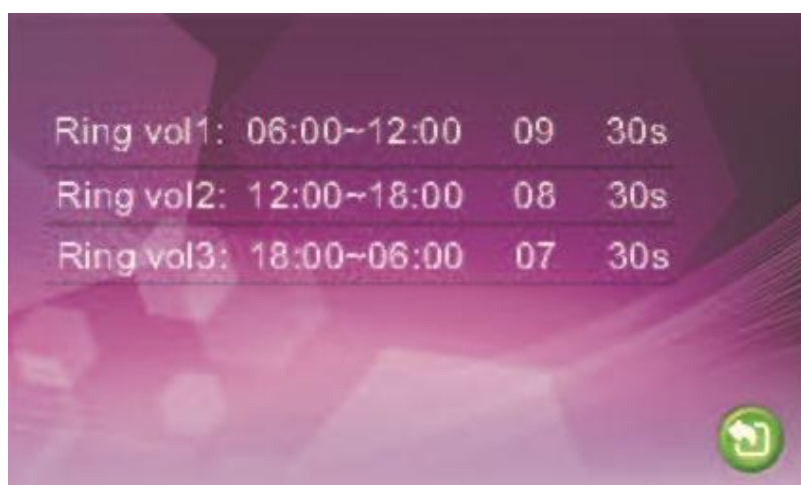 Ring vol1: 06:00~12:00 09 30s
Ring vol2: 12:00~18:00 08 30s
Ring vol3: 18:00~06:00 07 30s